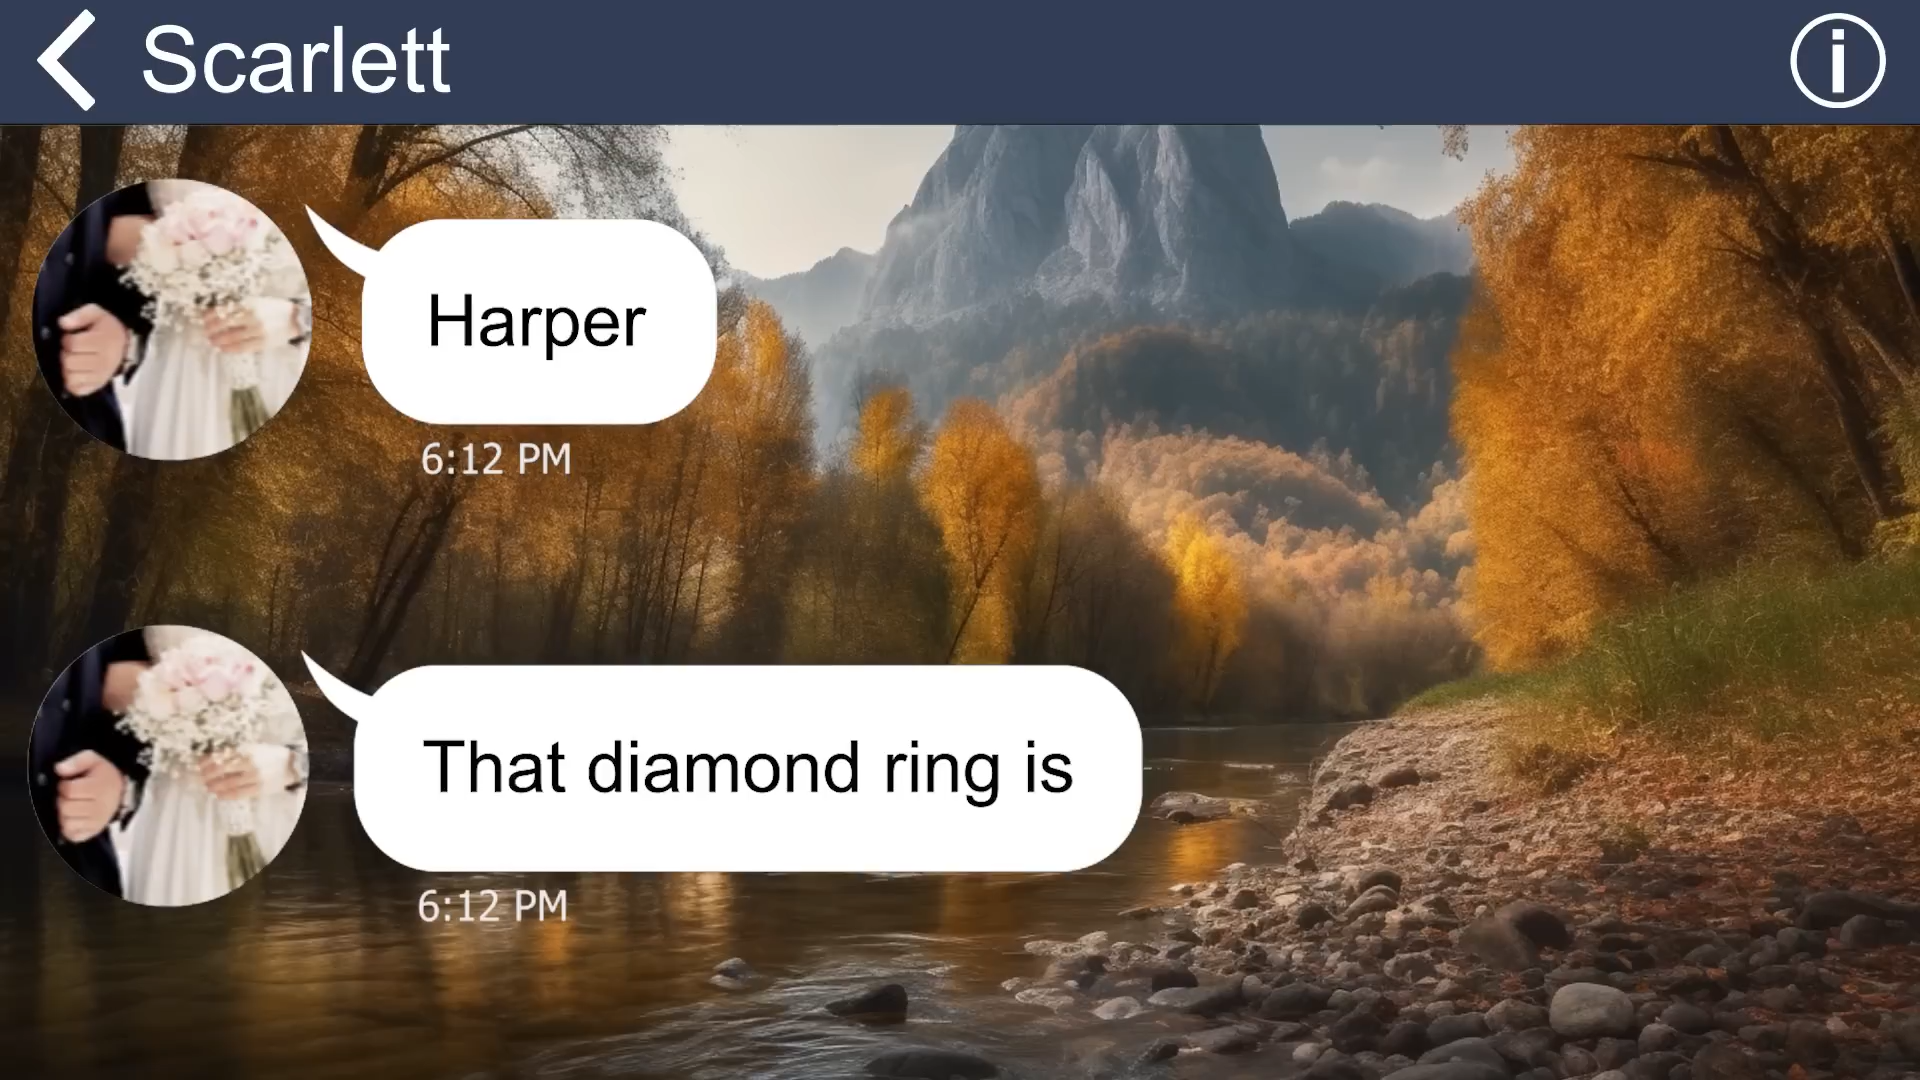 Scarlett
Harper
6:12 PM
That diamond ring is
6:12 PM